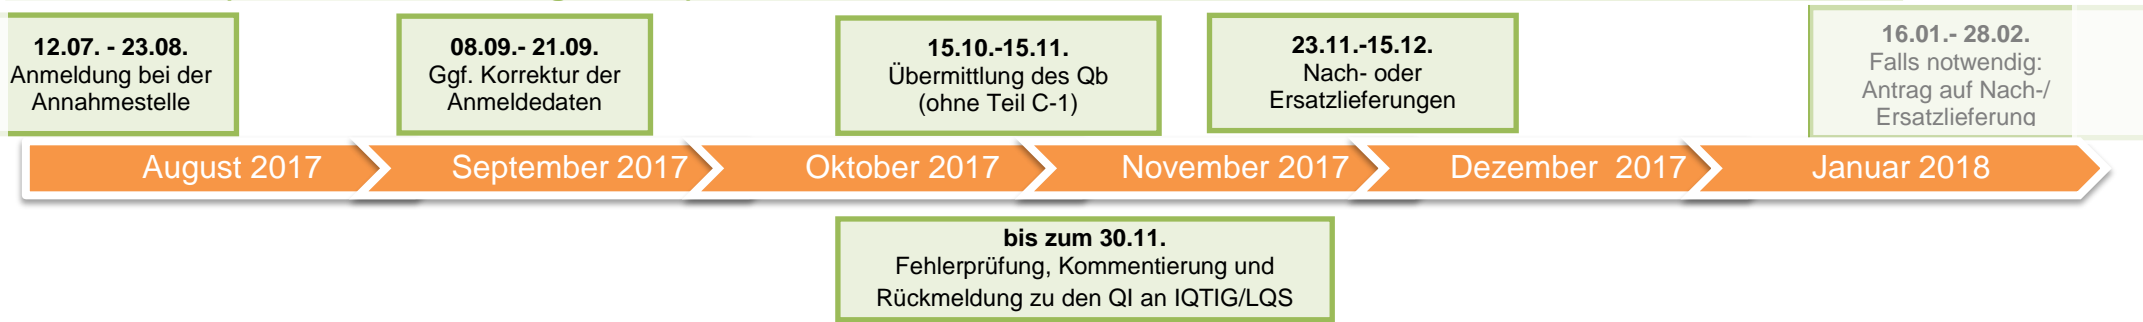 12.07. - 23.08.
Anmeldung bei der
Annahmestelle
08.09.- 21.09.
Ggf. Korrektur der
Anmeldedaten
15.10.-15.11.
Übermittlung des Qb
(ohne Teil C-1)
23.11.-15.12.
Nach- oder
Ersatzlieferungen
16.01.- 28.02.
Falls notwendig:
Antrag auf Nach-/
Ersatzlieferung
August 2017
September 2017
Oktober 2017
November 2017
Dezember 2017
Januar 2018
bis zum 30.11.
Fehlerprüfung, Kommentierung und
Rückmeldung zu den QI an IQTIG/LQS